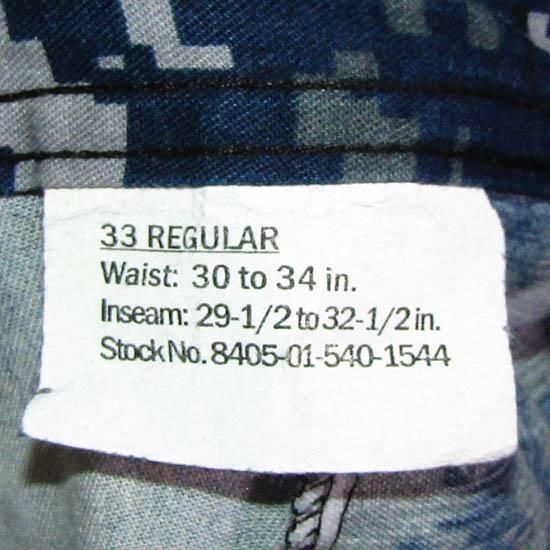 33 REGULAR
Waist: 30 to 34 in.
Inseam: 29-1/2 to 32-1/2 in.
Stock No. 8405-01-540-1544